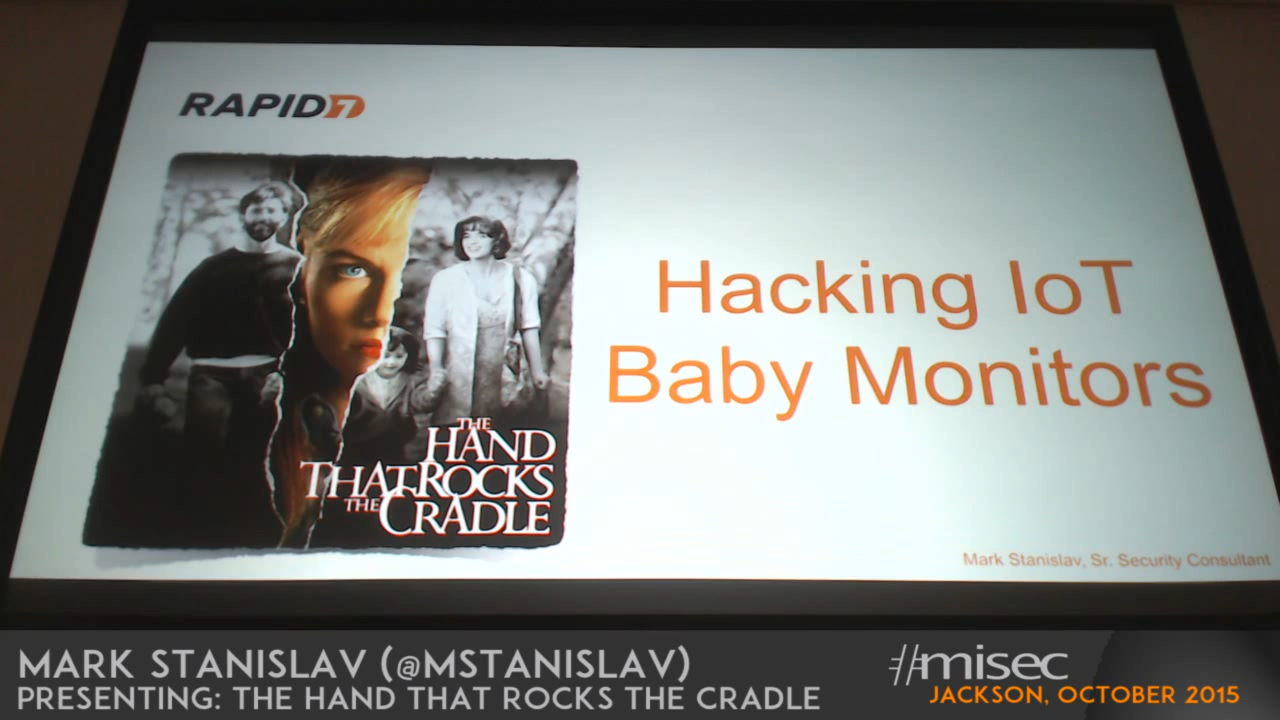 RAPID7
THE
HAND
THAT ROCKS
THE CRADLE
Hacking IoT
Baby Monitors
Mark Stanislav, Sr. Security Consultant
MARK STANISLAV (@MSTANISLAV)
PRESENTING: THE HAND THAT ROCKS THE CRADLE
#misec
JACKSON, OCTOBER 2015